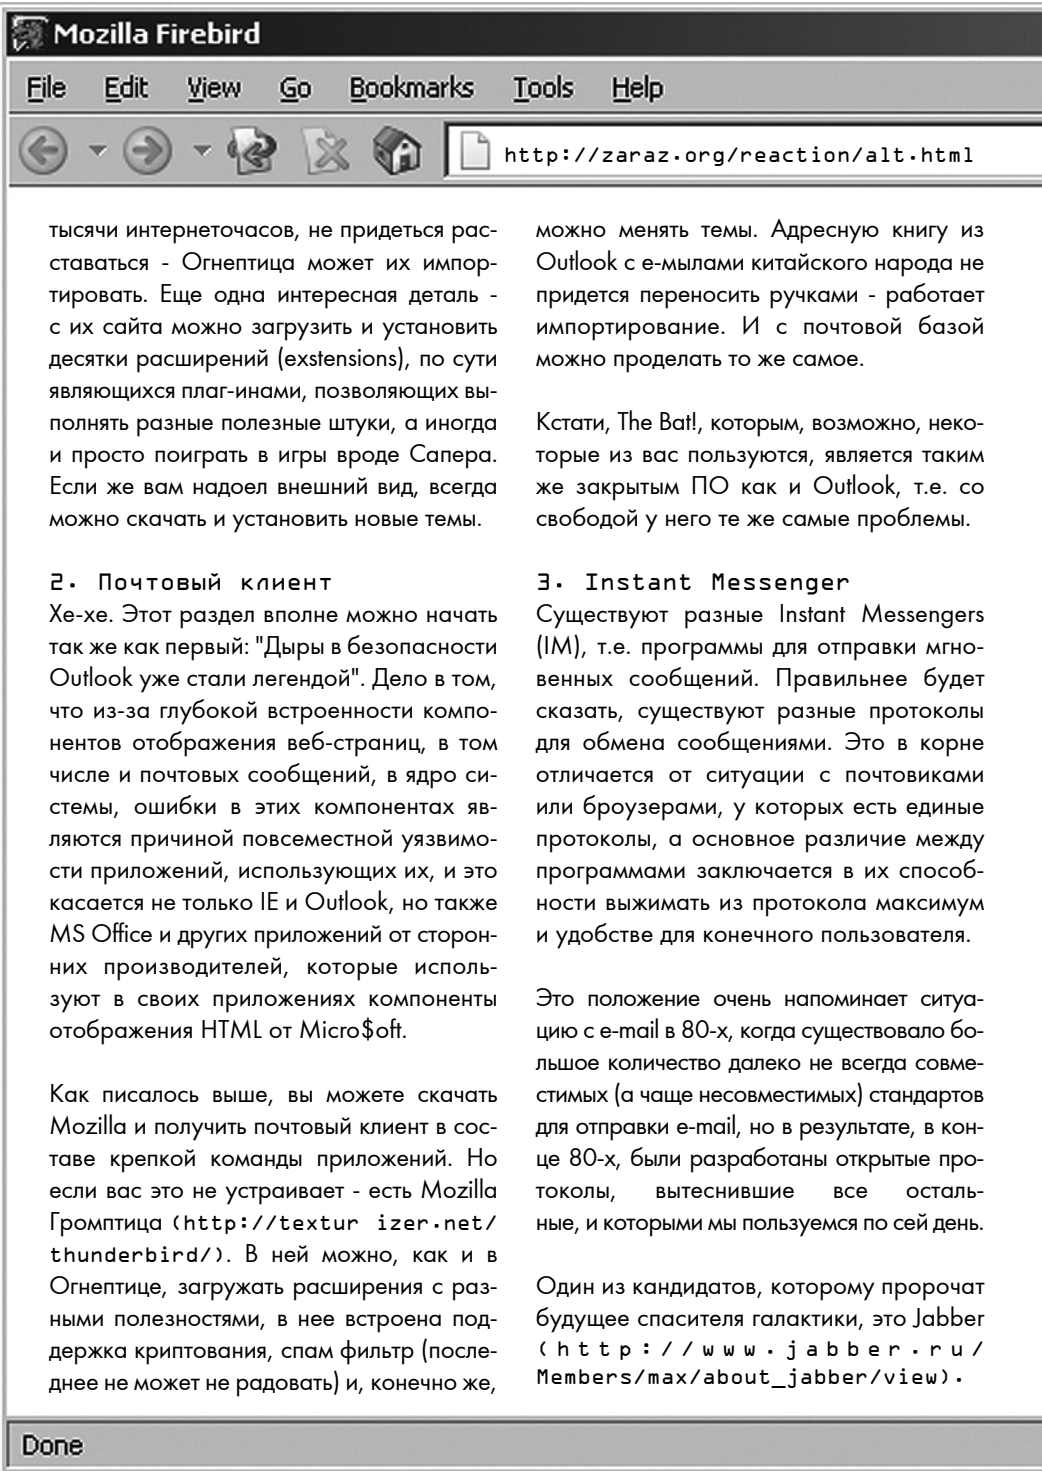 Mozilla Firebird
File Edit View Go Bookmarks Tools Help
http://zaraz.org/reaction/alt.html
тысячи интернеточасов, не придеться рас-
ставаться - Огнептица может их импор-
тировать. Еще одна интересная деталь -
с их сайта можно загрузить и установить
десятки расширений (exstensions), по сути
являющихся плаг-инами, позволяющих вы-
полнять разные полезные штуки, а иногда
и просто поиграть в игры вроде Сапера.
Если же вам надоел внешний вид, всегда
можно скачать и установить новые темы.
2. Почтовый клиент
Хе-хе. Этот раздел вполне можно начать
так же как первый: "Дыры в безопасности
Outlook уже стали легендой". Дело в том,
что из-за глубокой встроенности компо-
нентов отображения веб-страниц, в том
числе и почтовых сообщений, в ядро си-
стемы, ошибки в этих компонентах яв-
ляются причиной повсеместной уязвимо-
сти приложений, использующих их, и это
касается не только IE и Outlook, но также
MS Office и других приложений от сторон-
них производителей, которые исполь-
зуют в своих приложениях компоненты
отображения HTML от Micro$oft.
Как писалось выше, вы можете скачать
Mozilla и получить почтовый клиент в сос-
таве крепкой команды приложений. Но
если вас это не устраивает - есть Mozilla
Громптица (http://textur izer.net/
thunderbird/). В ней можно, как и в
Огнептице, загружать расширения с раз-
ными полезностями, в нее встроена под-
держка криптования, спам фильтр (после-
днее не может не радовать) и, конечно же,
можно менять темы. Адресную книгу из
Outlook с е-мылами китайского народа не
придется переносить ручками - работает
импортирование. И с почтовой базой
можно проделать то же самое.
Кстати, The Bat!, которым, возможно, неко-
торые из вас пользуются, является таким
же закрытым ПО как и Outlook, т.е. со
свободой у него те же самые проблемы.
3. Instant Messenger
Существуют разные Instant Messengers
(IM), т.е. программы для отправки мгно-
венных сообщений. Правильнее будет
сказать, существуют разные протоколы
для обмена сообщениями. Это в корне
отличается от ситуации с почтовиками
или броузерами, у которых есть единые
протоколы, а основное различие между
программами заключается в их способ-
ности выжимать из протокола максимум
и удобстве для конечного пользователя.
Это положение очень напоминает ситуа-
цию с e-mail в 80-х, когда существовало бо-
льшое количество далеко не всегда совме-
стимых (а чаще несовместимых) стандартов
для отправки e-mail, но в результате, в кон-
це 80-х, были разработаны открытые про-
токолы, вытеснившие все осталь-
ные, и которыми мы пользуемся по сей день.
Один из кандидатов, которому пророчат
будущее спасителя галактики, это Jabber
(http://www.jabber.ru/
Members/max/about_jabber/view).
Done